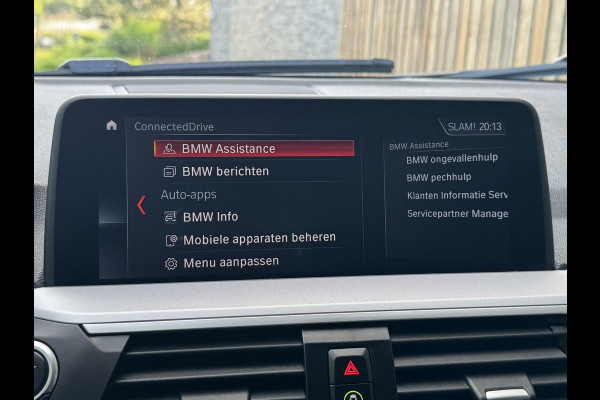 ConnectedDrive
SLAM! 20:13
BMW Assistance
BMW berichten
Auto-apps
BMW Info
Mobiele apparaten beheren
Menu aanpassen
BMW Assistance
BMW ongevallenhulp
BMW pechhulp
Klanten Informatie Serv
Servicepartner Manage